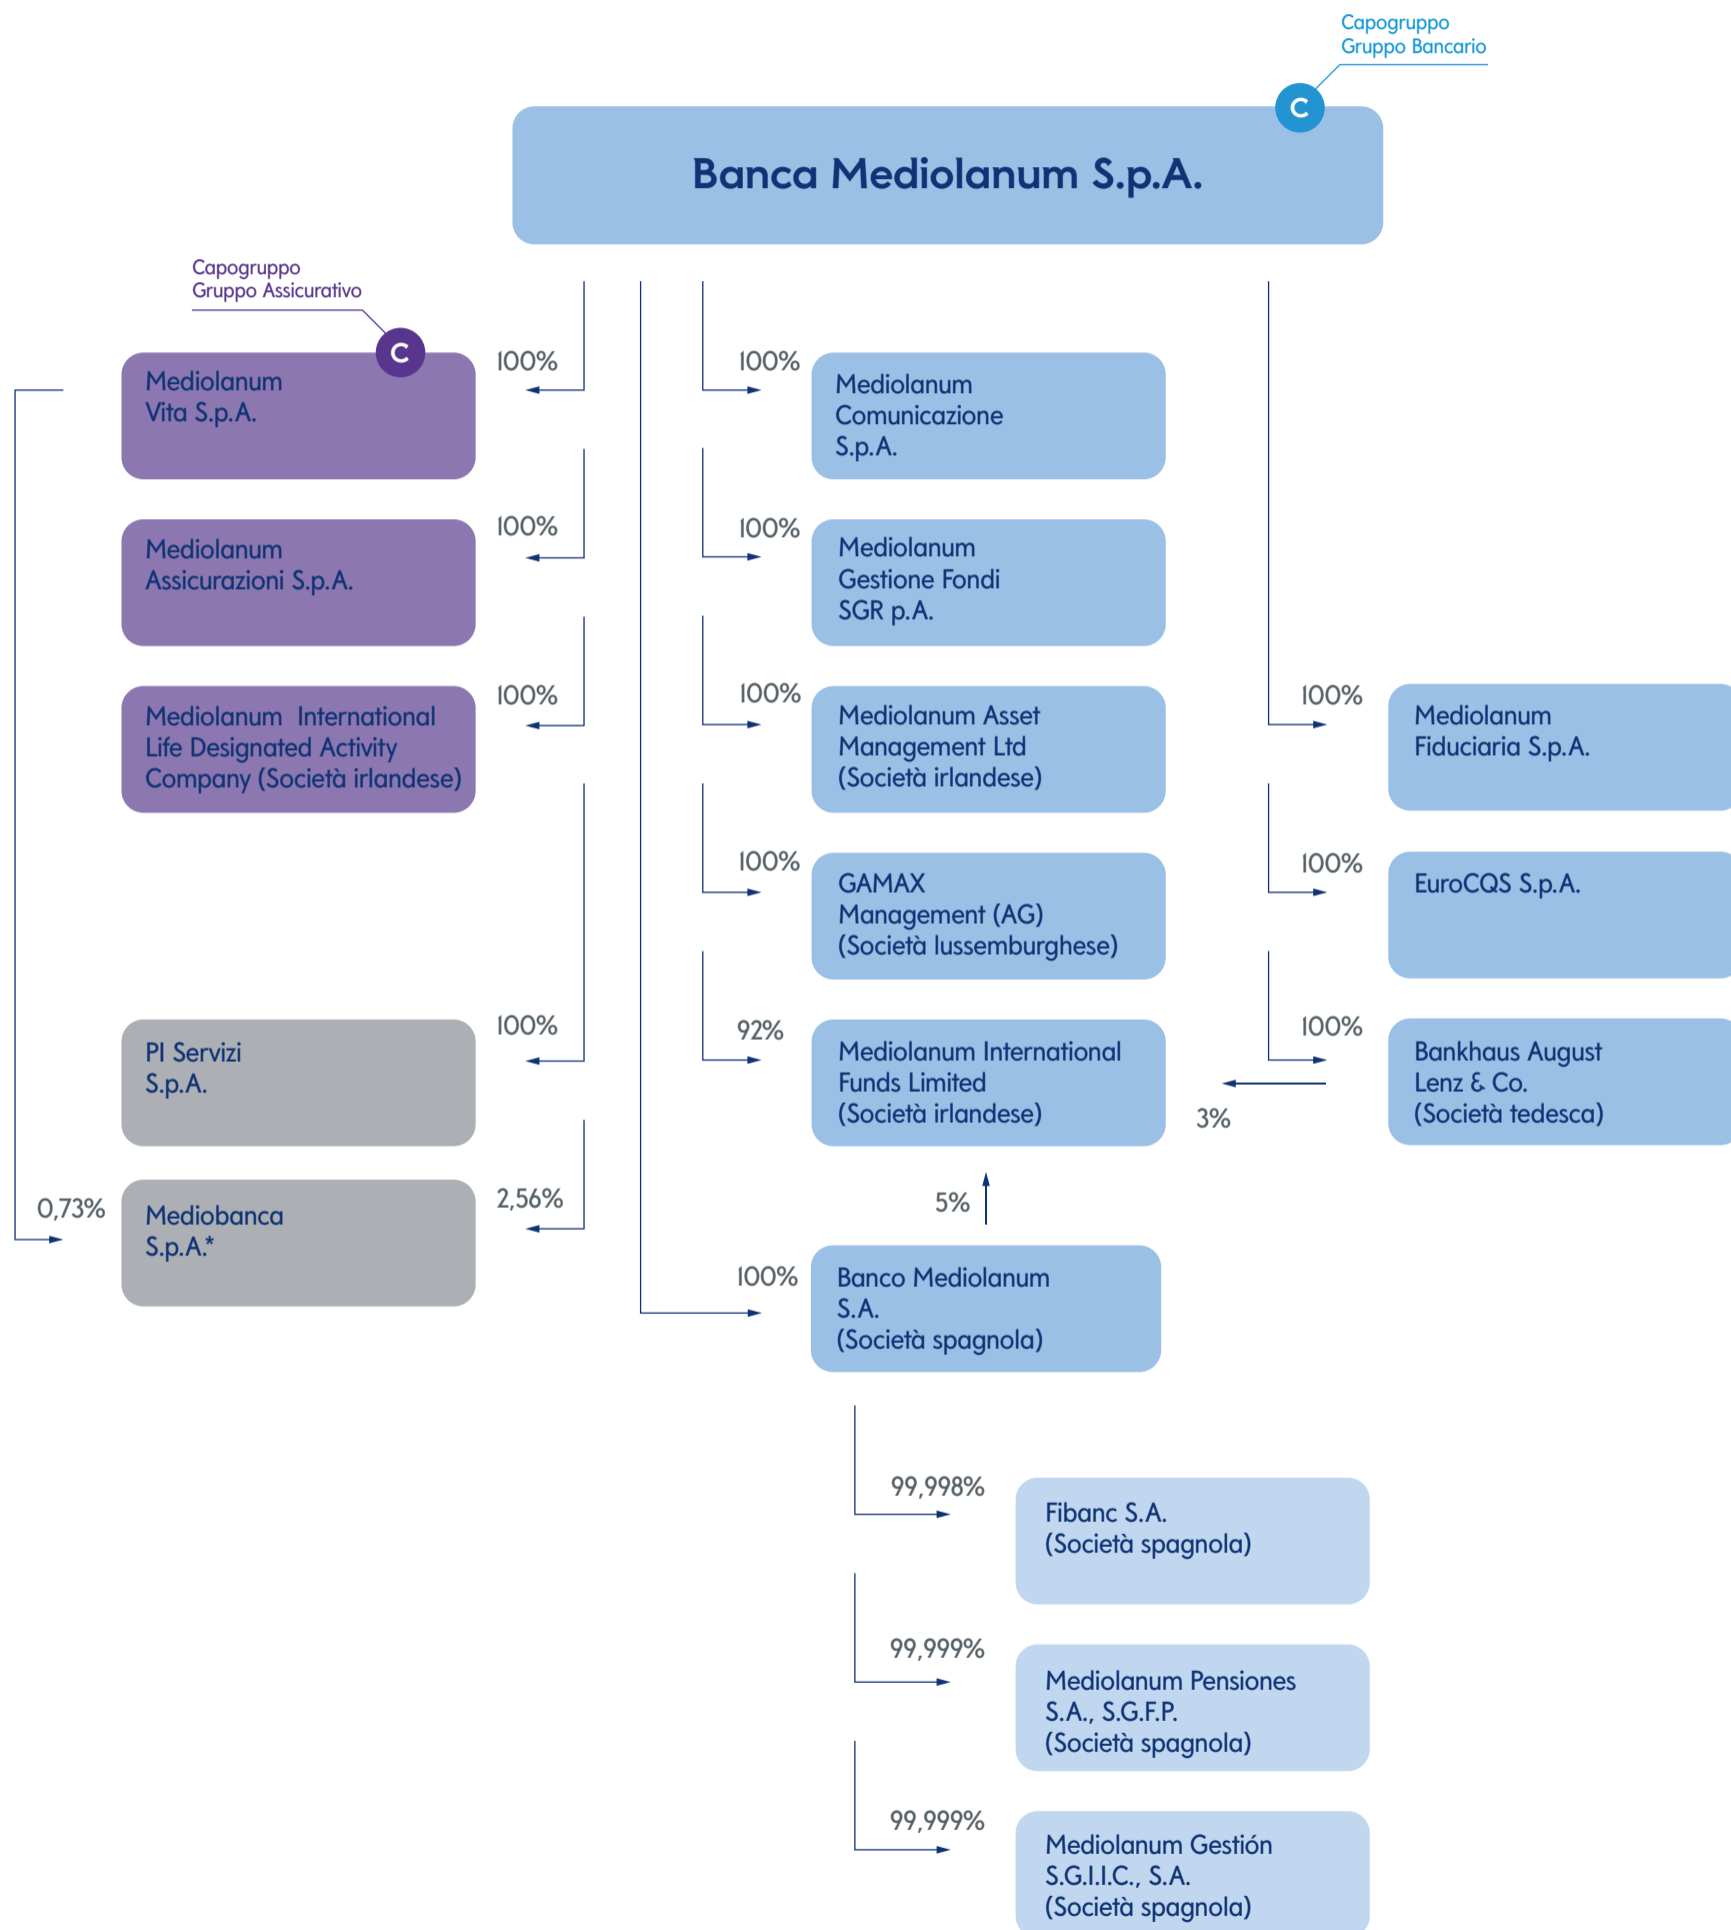 Capogruppo
Gruppo Bancario
C
Banca Mediolanum S.p.A.
Capogruppo
Gruppo Assicurativo
C
100%
Mediolanum
Vita S.p.A.
100%
Mediolanum
Comunicazione
S.p.A.
100%
Mediolanum
Assicurazioni S.p.A.
100%
Mediolanum
Gestione Fondi
SGR p.A.
100%
Mediolanum  International
Life Designated Activity
Company (Società irlandese)
100%
Mediolanum Asset
Management Ltd
(Società irlandese)
100%
Mediolanum
Fiduciaria S.p.A.
100%
GAMAX
Management (AG)
(Società lussemburghese)
100%
EuroCQS S.p.A.
100%
PI Servizi
S.p.A.
92%
Mediolanum International
Funds Limited
(Società irlandese)
100%
Bankhaus August
Lenz & Co.
(Società tedesca)
3%
0,73%
Mediobanca
S.p.A.*
2,56%
5%
100%
Banco Mediolanum
S.A.
(Società spagnola)
99,998%
Fibanc S.A.
(Società spagnola)
99,999%
Mediolanum Pensiones
S.A., S.G.F.P.
(Società spagnola)
99,999%
Mediolanum Gestión
S.G.I.I.C., S.A.
(Società spagnola)